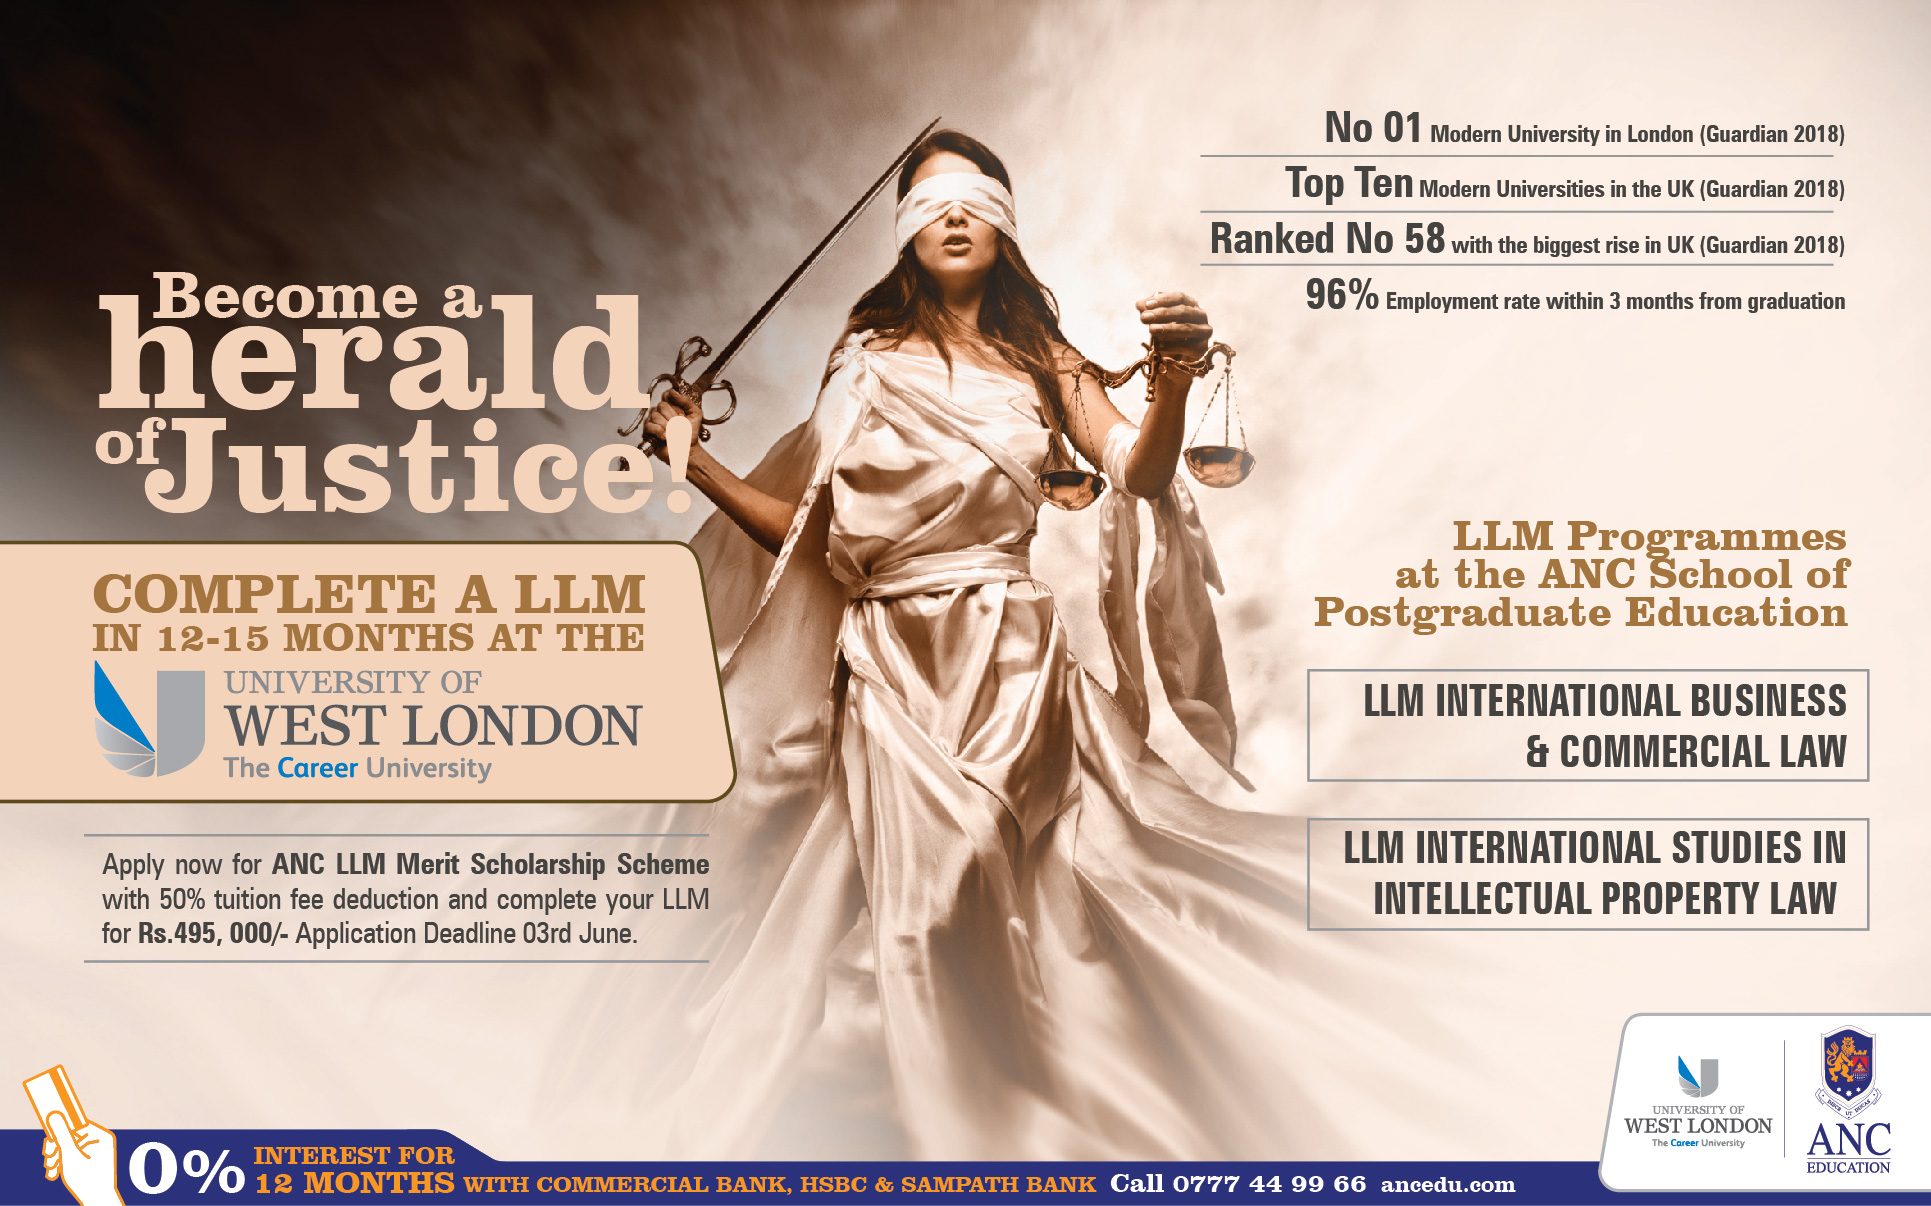 Become a
herald
of Justice!
COMPLETE A LLM
IN 12-15 MONTHS AT THE
UNIVERSITY OF
WEST LONDON
The Career University
Apply now for ANC LLM Merit Scholarship Scheme
with 50% tuition fee deduction and complete your LLM
for Rs.495, 000/- Application Deadline 03rd June.
No 01 Modern University in London (Guardian 2018)
Top Ten Modern Universities in the UK (Guardian 2018)
Ranked No 58 with the biggest rise in UK (Guardian 2018)
96% Employment rate within 3 months from graduation
LLM Programmes
at the ANC School of
Postgraduate Education
LLM INTERNATIONAL BUSINESS
& COMMERCIAL LAW
LLM INTERNATIONAL STUDIES IN
INTELLECTUAL PROPERTY LAW
0% INTEREST FOR
12 MONTHS WITH COMMERCIAL BANK, HSBC & SAMPATH BANK Call 0777 44 99 66 ancedu.com
UNIVERSITY OF
WEST LONDON
The Career University
DISCE UT DOCEAS
ANC
EDUCATION